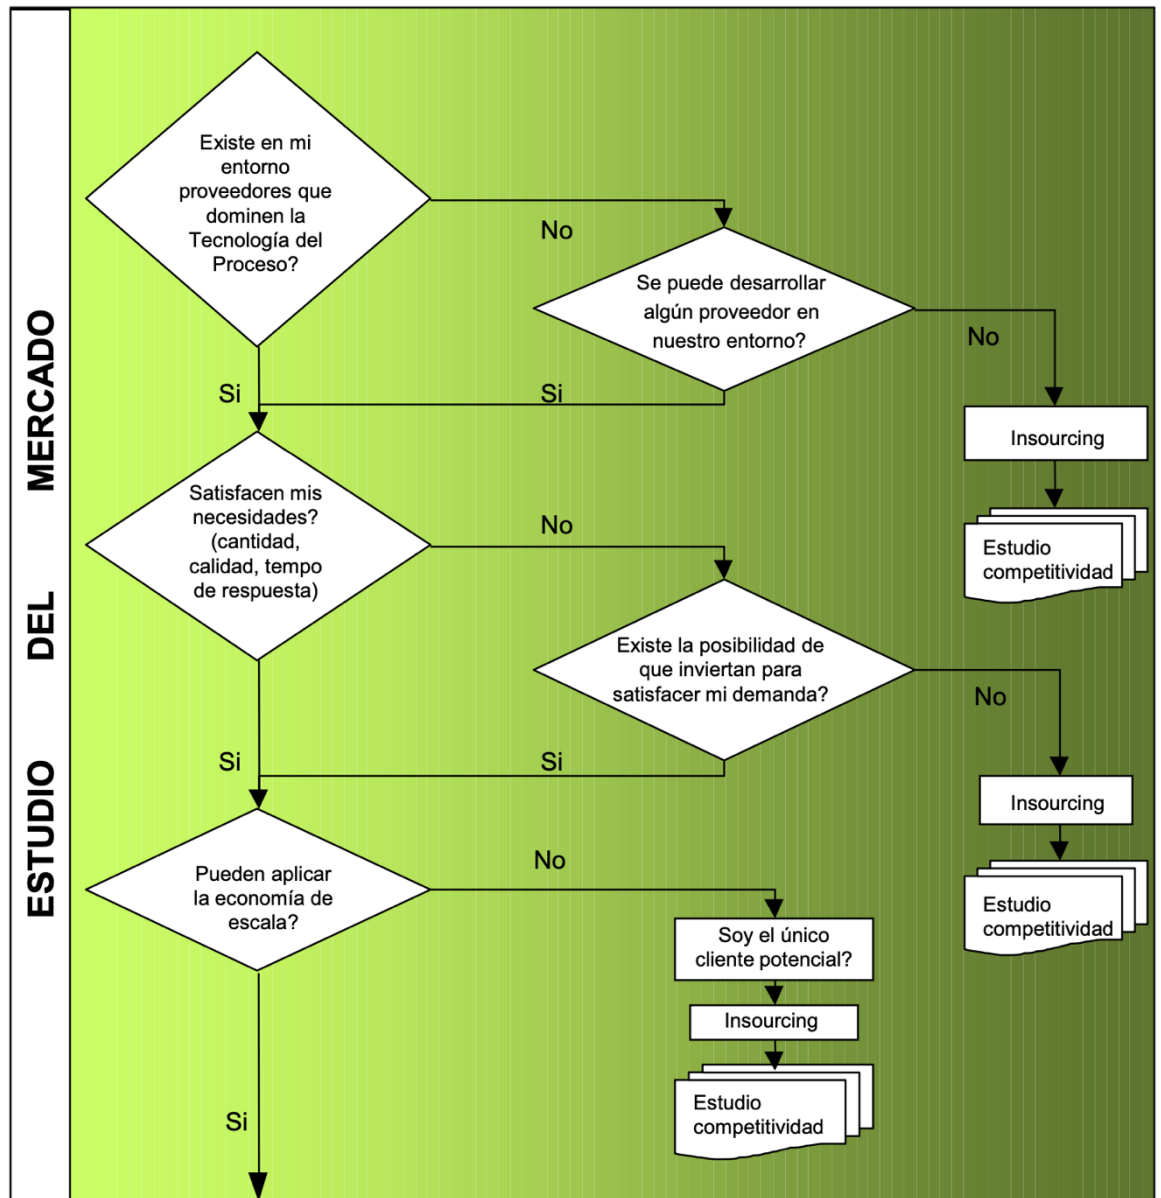 ESTUDIO DEL MERCADO
Existe en mi
entorno
proveedores que
dominen la
Tecnología del
Proceso?
No
Se puede desarrollar
algún proveedor en
nuestro entorno?
No
Si
Si
Insourcing
Estudio
competitividad
Satisfacen mis
necesidades?
(cantidad,
calidad, tempo
de respuesta)
No
Existe la posibilidad de
que inviertan para
satisfacer mi demanda?
No
Si
Si
Insourcing
Estudio
competitividad
Pueden aplicar
la economía de
escala?
No
Soy el único
cliente potencial?
Insourcing
Estudio
competitividad
Si